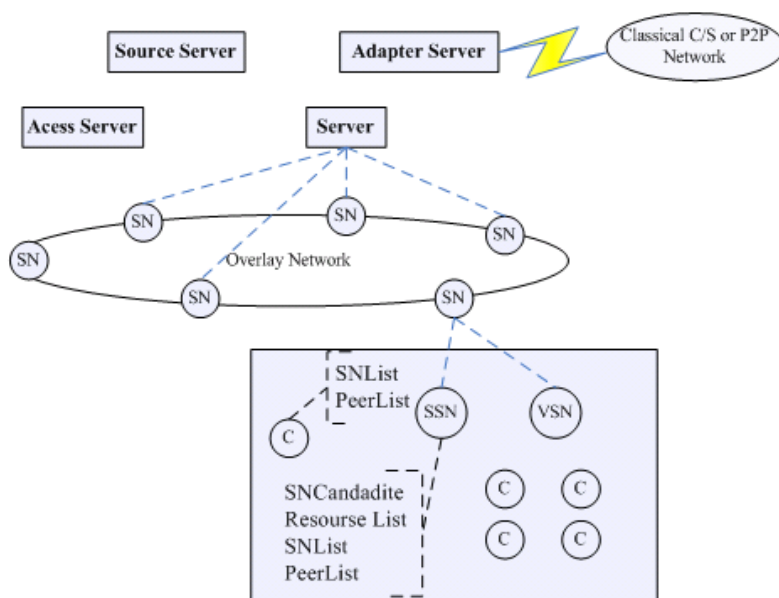 Source Server
Adapter Server
Classical C/S or P2P
Network
Acess Server
Server
SN
SN
SN
SN
Overlay Network
SN
SN
SNList
PeerList
SSN
VSN
C
SNCandadite
Resourse List
SNList
PeerList
C
C
C
C